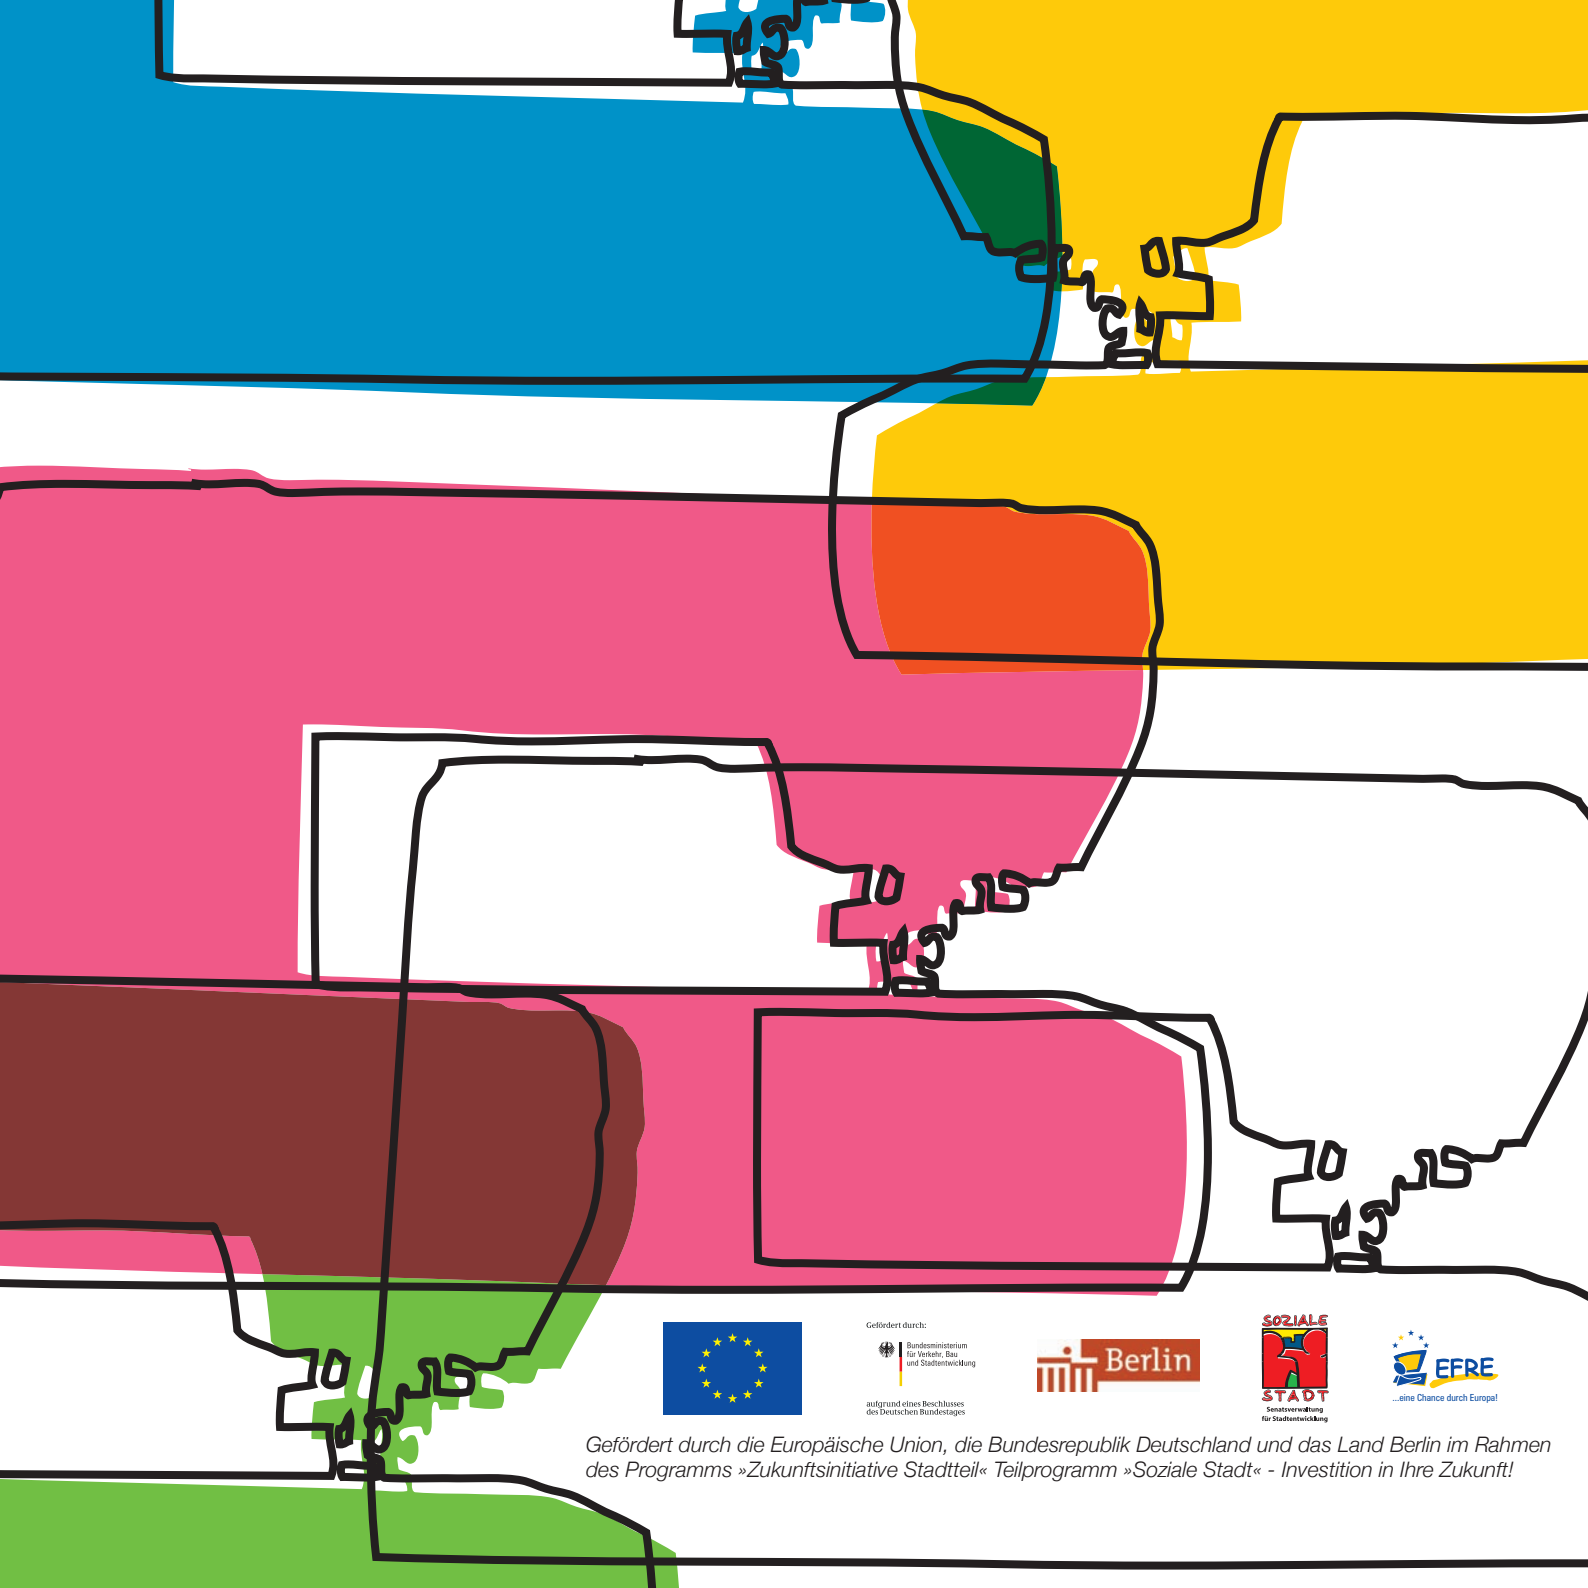 Gefördert durch:
Bundesministerium
für Verkehr, Bau
und Stadtentwicklung
aufgrund eines Beschlusses
des Deutschen Bundestages
Berlin
SOZIALE
STADT
Senatsverwaltung
für Stadtentwicklung
EFRE
...eine Chance durch Europa!
Gefördert durch die Europäische Union, die Bundesrepublik Deutschland und das Land Berlin im Rahmen
des Programms »Zukunftsinitiative Stadtteil« Teilprogramm »Soziale Stadt« - Investition in Ihre Zukunft!